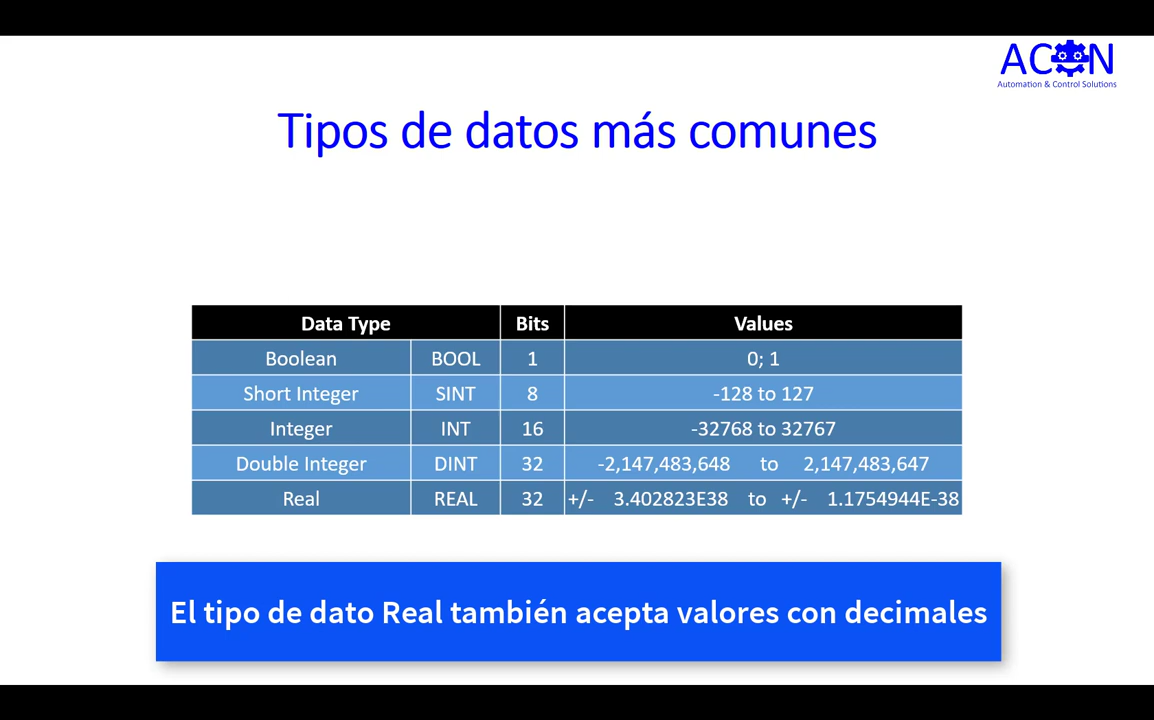 ACON
Automation & Control Solutions
Tipos de datos más comunes
Data Type Bits Values
Boolean BOOL 1 0; 1
Short Integer SINT 8 -128 to 127
Integer INT 16 -32768 to 32767
Double Integer DINT 32 -2,147,483,648 to 2,147,483,647
Real REAL 32 +/- 3.402823E38 to +/- 1.1754944E-38
El tipo de dato Real también acepta valores con decimales